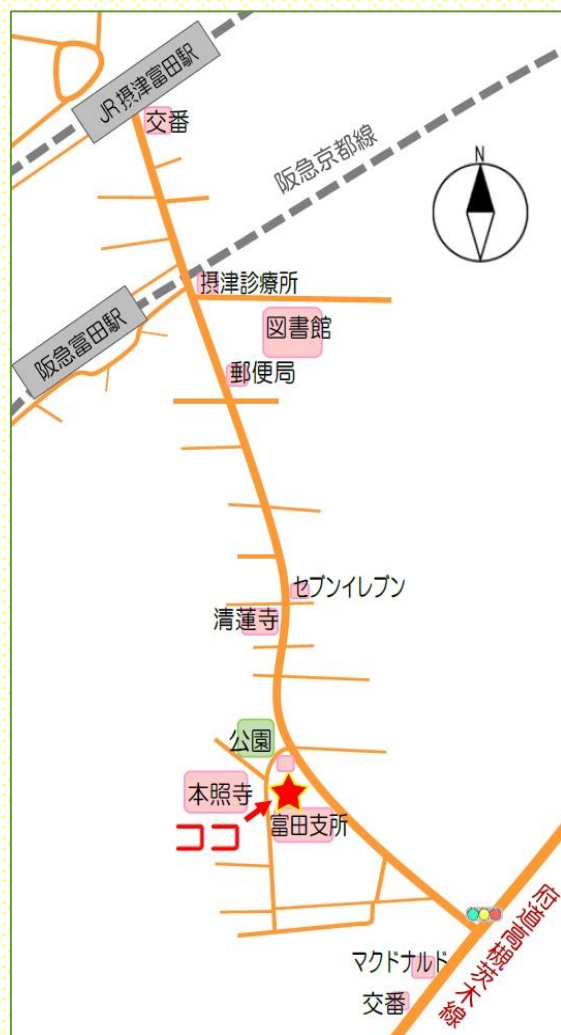 JR摂津富田駅
交番
阪急京都線
N
摂津診療所
図書館
阪急富田駅
郵便局
セブンイレブン
清蓮寺
公園
本照寺
ココ
富田支所
府道高槻茨木線
マクドナルド
交番